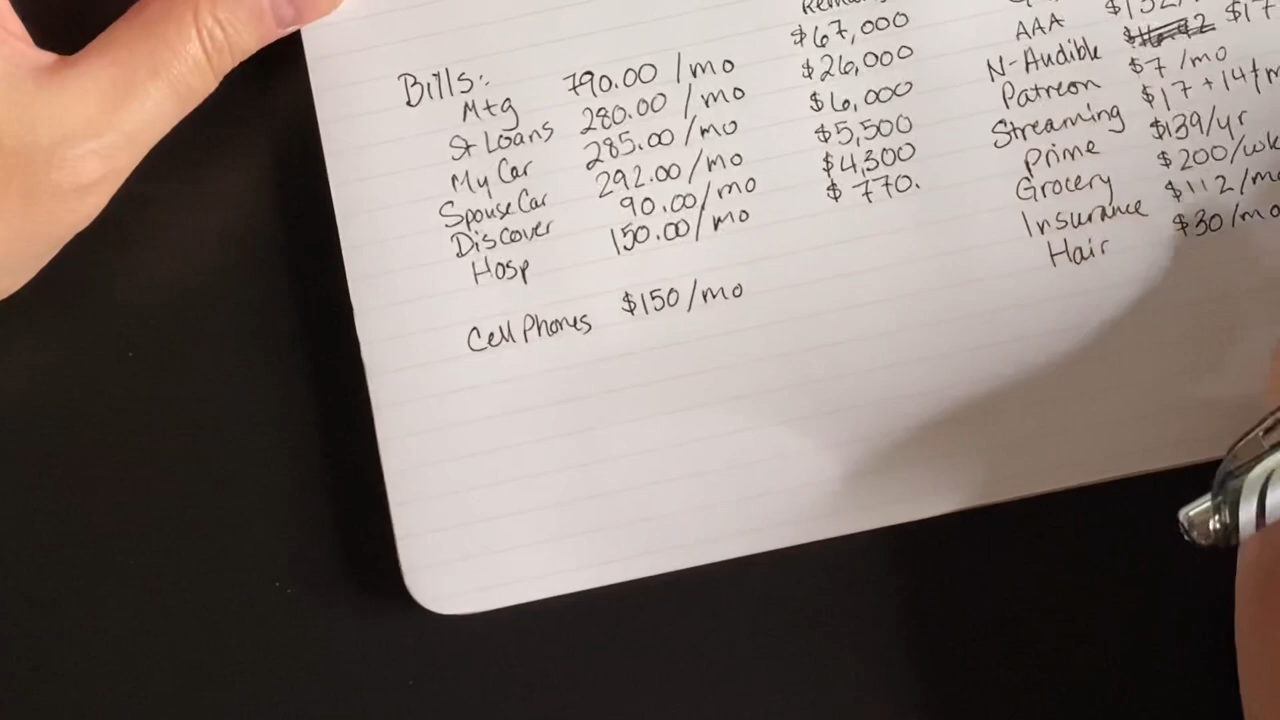 Bills:
Mtg 790.00 /mo $67,000
St Loans 280.00 /mo $26,000
My Car 285.00 /mo $6,000
Spouse Car 292.00 /mo $5,500
Discover 90.00 /mo $4,300
Hosp 150.00 /mo $770.
Cell Phones $150 /mo
AAA
N-Audible $17
Patreon $7 /mo
Streaming $17 + 14/m
Prime $139/yr
Grocery $200/wk
Insurance $112/mo
Hair $30/mo